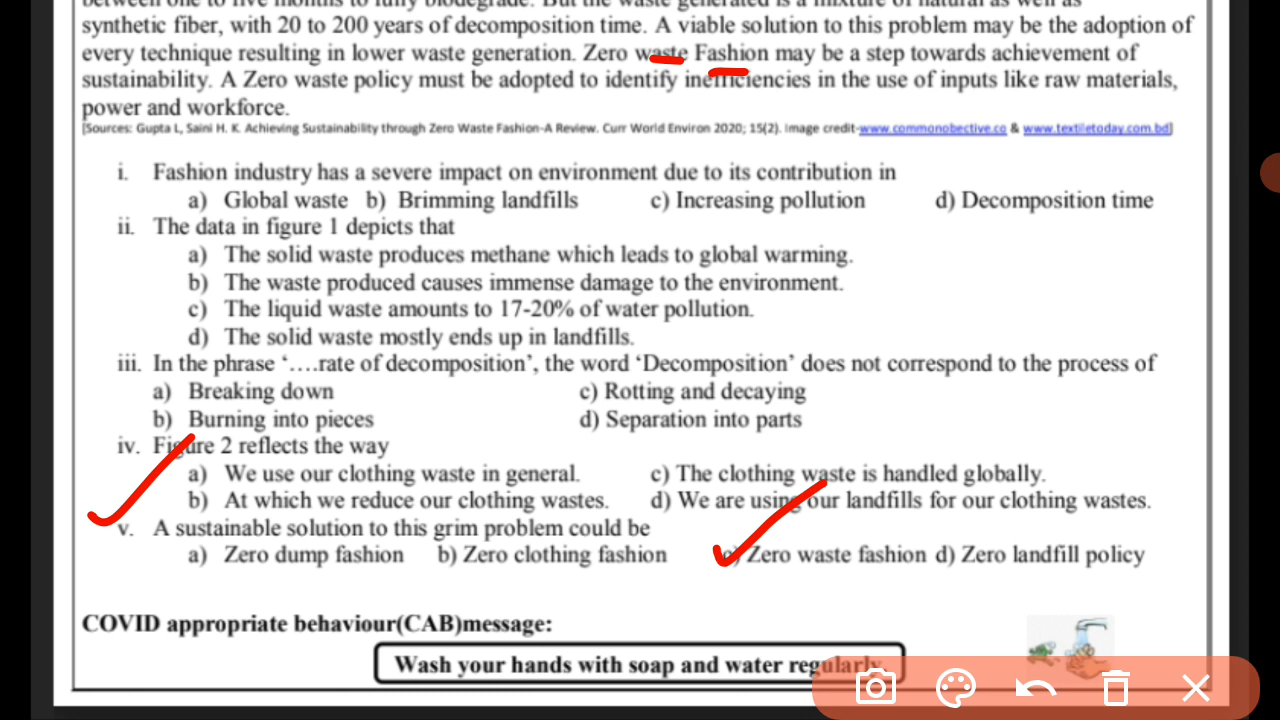 synthetic fiber, with 20 to 200 years of decomposition time. A viable solution to this problem may be the adoption of
every technique resulting in lower waste generation. Zero waste Fashion may be a step towards achievement of
sustainability. A Zero waste policy must be adopted to identify inefficiencies in the use of inputs like raw materials,
power and workforce.
[Sources: Gupta L, Saini H. K. Achieving Sustainability through Zero Waste Fashion-A Review. Curr World Environ 2020; 15(2). Image credit-www.commonobective.co & www.textiletoday.com.bd]
i. Fashion industry has a severe impact on environment due to its contribution in
a) Global waste b) Brimming landfills c) Increasing pollution d) Decomposition time
ii. The data in figure 1 depicts that
a) The solid waste produces methane which leads to global warming.
b) The waste produced causes immense damage to the environment.
c) The liquid waste amounts to 17-20% of water pollution.
d) The solid waste mostly ends up in landfills.
iii. In the phrase ‘....rate of decomposition’, the word ‘Decomposition’ does not correspond to the process of
a) Breaking down c) Rotting and decaying
b) Burning into pieces d) Separation into parts
iv. Figure 2 reflects the way
a) We use our clothing waste in general. c) The clothing waste is handled globally.
b) At which we reduce our clothing wastes. d) We are using our landfills for our clothing wastes.
v. A sustainable solution to this grim problem could be
a) Zero dump fashion b) Zero clothing fashion c) Zero waste fashion d) Zero landfill policy
COVID appropriate behaviour(CAB)message:
Wash your hands with soap and water regularly.